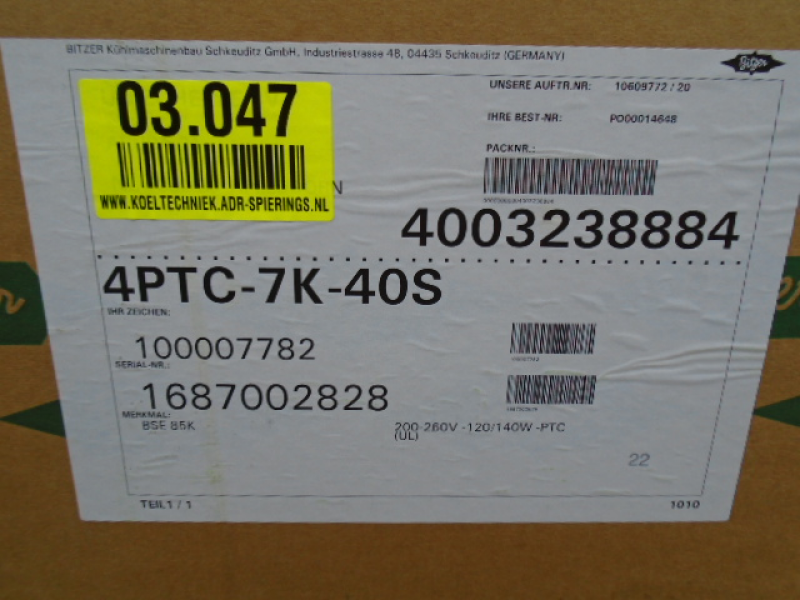 BITZER Kühlmaschinenbau Schkeuditz GmbH, Industriestrasse 48, 04435 Schkeuditz (GERMANY)
Bitzer
03.047
WWW.KOELTECHNIEK.ADR-SPIERINGS.NL
N
UNSERE AUFTR.NR: 10609772 / 20
IHRE BEST-NR: PO00014648
PACKNR.:
4003238884
4PTC-7K-40S
IHR ZEICHEN:
100007782
SERIAL-NR.:
1687002828
MERKMAL:
BSE 85K 200-260V -120/140W -PTC
(UL)
22
TEIL1 / 1 1010